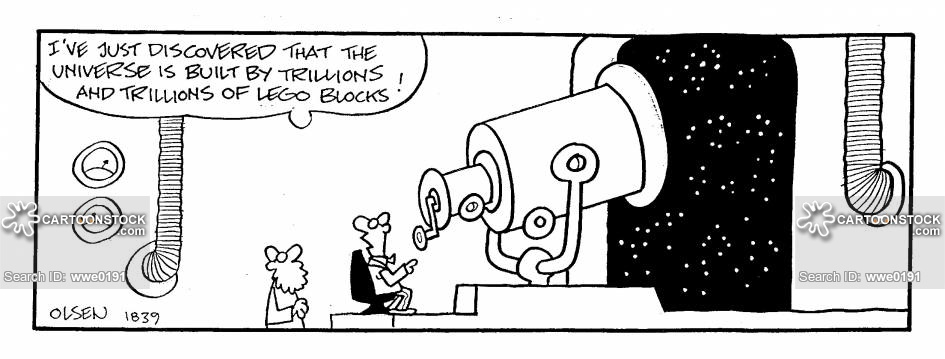 I'VE JUST DISCOVERED THAT THE
UNIVERSE IS BUILT BY TRILLIONS
AND TRILLIONS OF LEGO BLOCKS!
CARTOONSTOCK
.com
Search ID: wwe0191
CARTOONSTOCK
.com
Search ID: wwe0191
OLSEN 1839